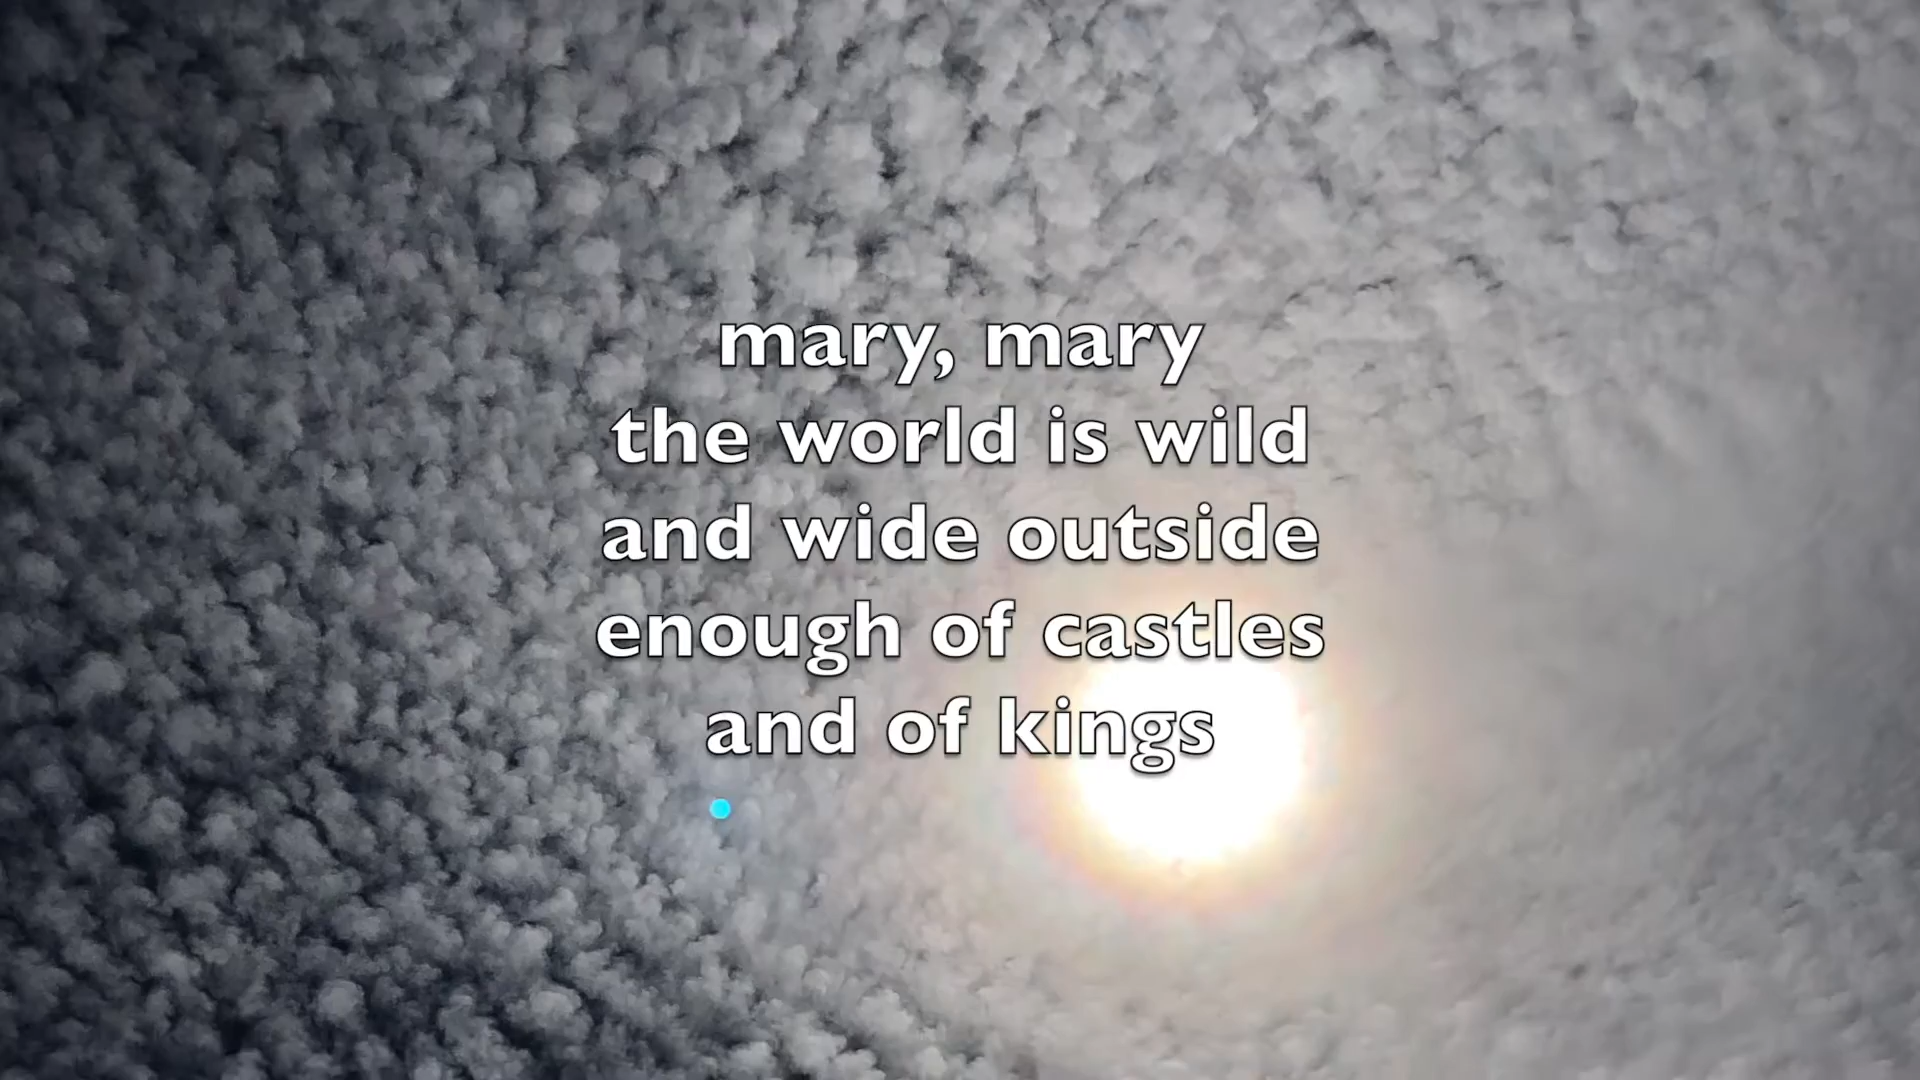 mary, mary
the world is wild
and wide outside
enough of castles
and of kings